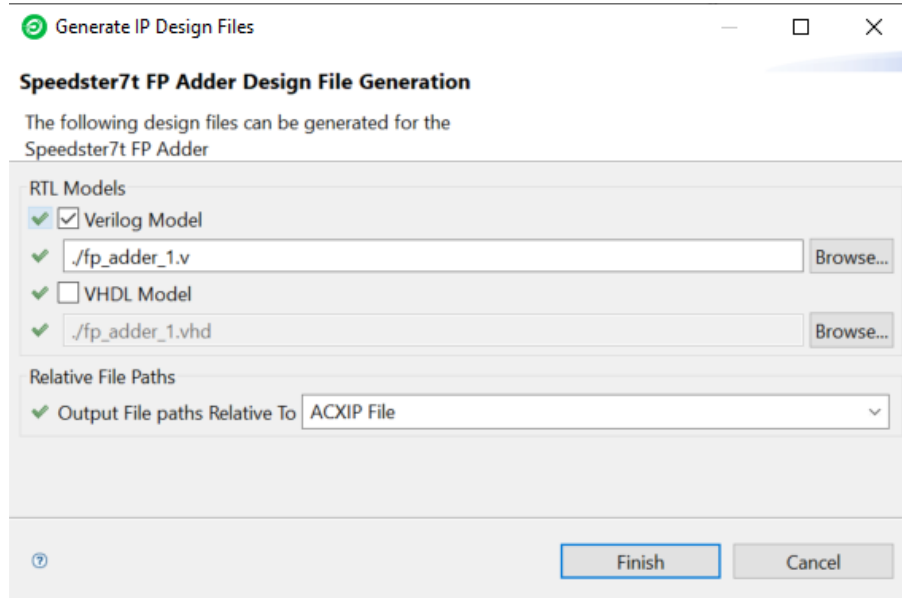 Generate IP Design Files
Speedster7t FP Adder Design File Generation
The following design files can be generated for the
Speedster7t FP Adder
RTL Models
Verilog Model
./fp_adder_1.v
Browse...
VHDL Model
./fp_adder_1.vhd
Browse...
Relative File Paths
Output File paths Relative To
ACXIP File
?
Finish
Cancel